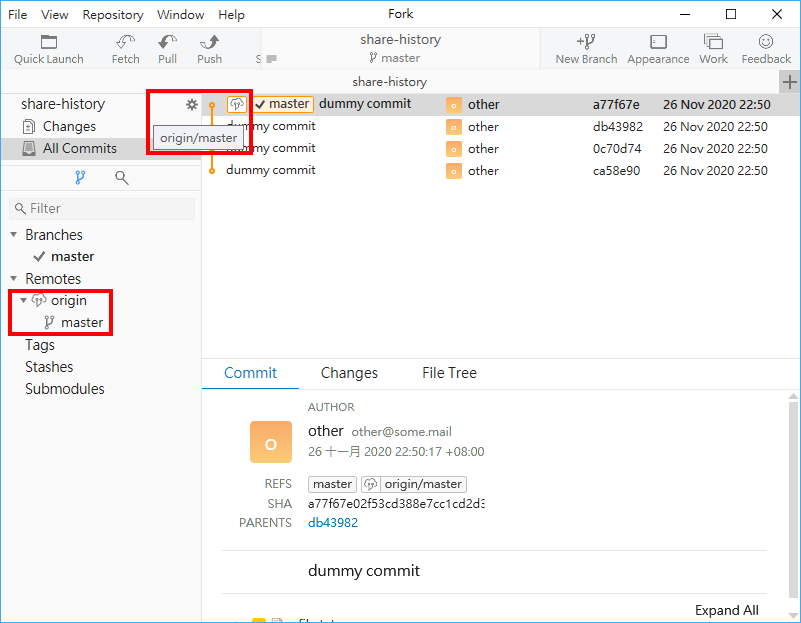 File View Repository Window Help Fork
Quick Launch Fetch Pull Push S share-history New Branch Appearance Work Feedback
master
share-history
share-history
Changes
All Commits
Filter
Branches
master
Remotes
origin
master
Tags
Stashes
Submodules
master dummy commit other a77f67e 26 Nov 2020 22:50
dummy commit other db43982 26 Nov 2020 22:50
origin/master
commit other 0c70d74 26 Nov 2020 22:50
dummy commit other ca58e90 26 Nov 2020 22:50
Commit Changes File Tree
AUTHOR
o other other@some.mail
26 十一月 2020 22:50:17 +08:00
REFS master origin/master
SHA a77f67e02f53cd388e7cc1cd2d3
PARENTS db43982
dummy commit
Expand All